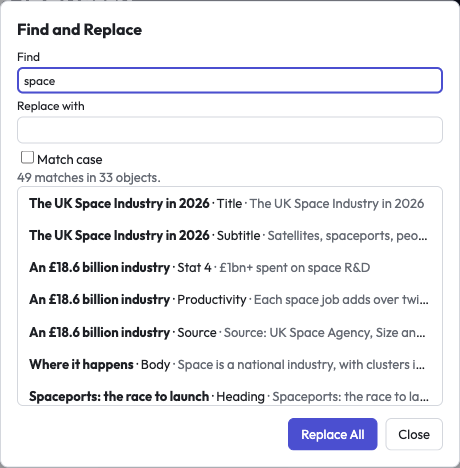 Find and Replace
Find
space
Replace with
Match case
49 matches in 33 objects.
The UK Space Industry in 2026 · Title · The UK Space Industry in 2026
The UK Space Industry in 2026 · Subtitle · Satellites, spaceports, peo...
An £18.6 billion industry · Stat 4 · £1bn+ spent on space R&D
An £18.6 billion industry · Productivity · Each space job adds over twi...
An £18.6 billion industry · Source · Source: UK Space Agency, Size an...
Where it happens · Body · Space is a national industry, with clusters i...
Spaceports: the race to launch · Heading · Spaceports: the race to la...
Replace All
Close